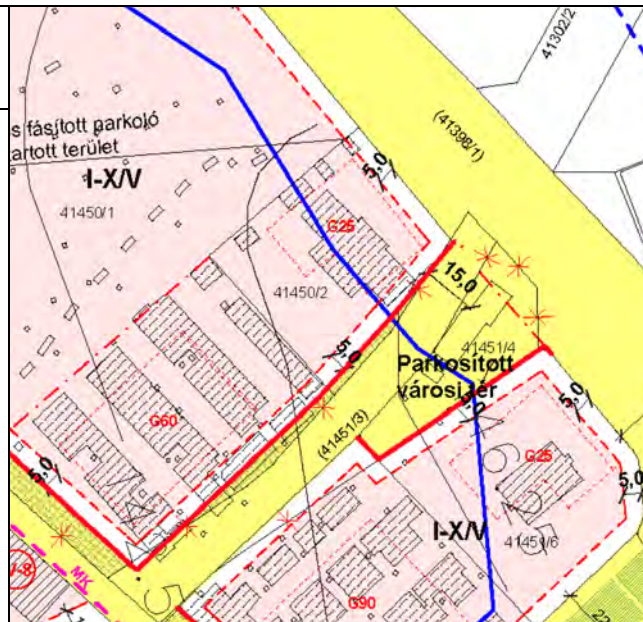 41302/2
(41398/1)
s fásított parkoló
artott terület
5,0
I-X/V
41450/1
G25
15,0
41450/2
41451/4
5,0
Parkosított
városi tér
5,0
5,0
G60
(41451/3)
G25
5,0
5,0
I-X/V
41451/6
MK
G90